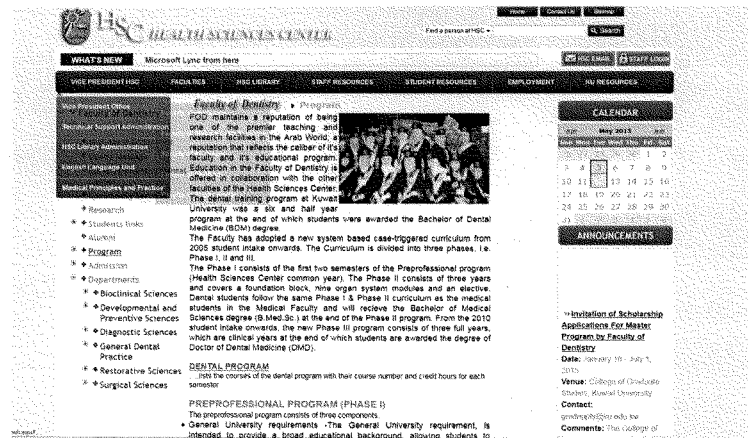 HSC HEALTH SCIENCES CENTER
Home Contact Us Sitemap
Find a person at HSC
Search
WHAT'S NEW Microsoft Lync from here
HSC EMAIL STAFF LOGIN
VICE PRESIDENT HSC FACULTIES HSG LIBRARY STAFF RESOURCES STUDENT RESOURCES EMPLOYMENT KU RESOURCES
Vice President Office
Faculty of Dentistry
Technical Support Administration
HSC Library Administration
English Language Unit
Medical Principles and Practice
Research
Students links
Alumni
Program
Admission
Departments
Bioclinical Sciences
Developmental and
Preventive Sciences
Diagnostic Sciences
General Dental
Practice
Restorative Sciences
Surgical Sciences
Faculty of Dentistry Program
FOD maintains a reputation of being
one of the premier teaching and
research facilities in the Arab World, a
reputation that reflects the caliber of it's
faculty and it's educational program.
Education in the Faculty of Dentistry is
offered in collaboration with the other
faculties of the Health Sciences Center.
The dental training program at Kuwait
University was a six and half year
program at the end of which students were awarded the Bachelor of Dental
Medicine (BDM) degree.
The Faculty has adopted a new system based case-triggered curriculum from
2005 student intake onwards. The Curriculum is divided into three phases, i.e.
Phase I, II and III.
The Phase I consists of the first two semesters of the Preprofessional program
(Health Sciences Center common year). The Phase II consists of three years
and covers a foundation block, nine organ system modules and an elective.
Dental students follow the same Phase I & Phase II curriculum as the medical
students in the Medical Faculty and will recieve the Bachelor of Medical
Sciences degree (B.Med.Sc.) at the end of the Phase II program. From the 2010
student intake onwards, the new Phase III program consists of three full years,
which are clinical years at the end of which students are awarded the degree of
Doctor of Dental Medicine (DMD).
DENTAL PROGRAM
...lists the courses of the dental program with their course number and credit hours for each
semester
PREPROFESSIONAL PROGRAM (PHASE I)
The preprofessional program consists of three components.
General University requirements -The General University requirement, is
intended to provide a broad educational background, allowing students to
CALENDAR
May 2015
Sun Mon Tue Wed Thu Fri Sat
1 2
3 4 5 6 7 8 9
10 11 12 13 14 15 16
17 18 19 20 21 22 23
24 25 26 27 28 29 30
31
ANNOUNCEMENTS
Invitation of Scholarship
Applications For Master
Program by Faculty of
Dentistry
Date: January 18 - July 1,
2015
Venue: College of Graduate
Studies, Kuwait University
Contact:
Comments: The College of